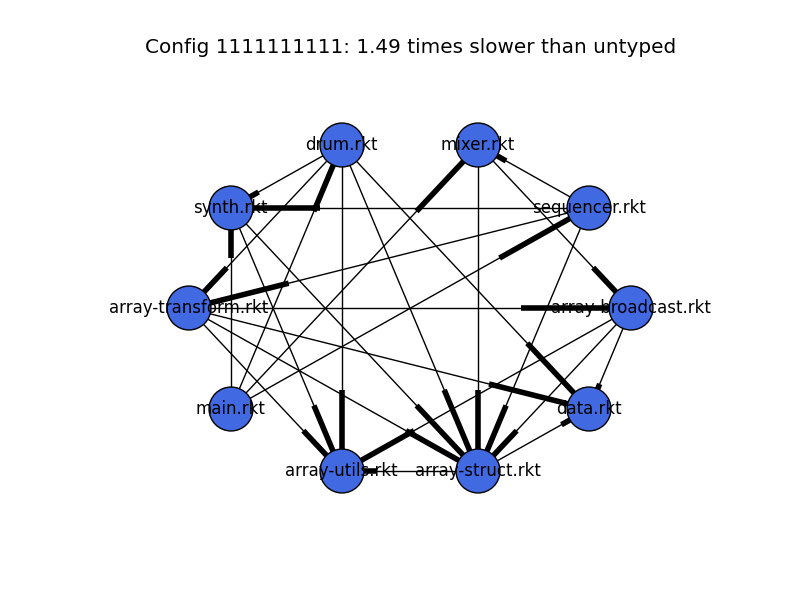 Config 1111111111: 1.49 times slower than untyped
drum.rkt
mixer.rkt
synth.rkt
sequencer.rkt
array-transform.rkt
array-broadcast.rkt
main.rkt
data.rkt
array-utils.rkt
array-struct.rkt